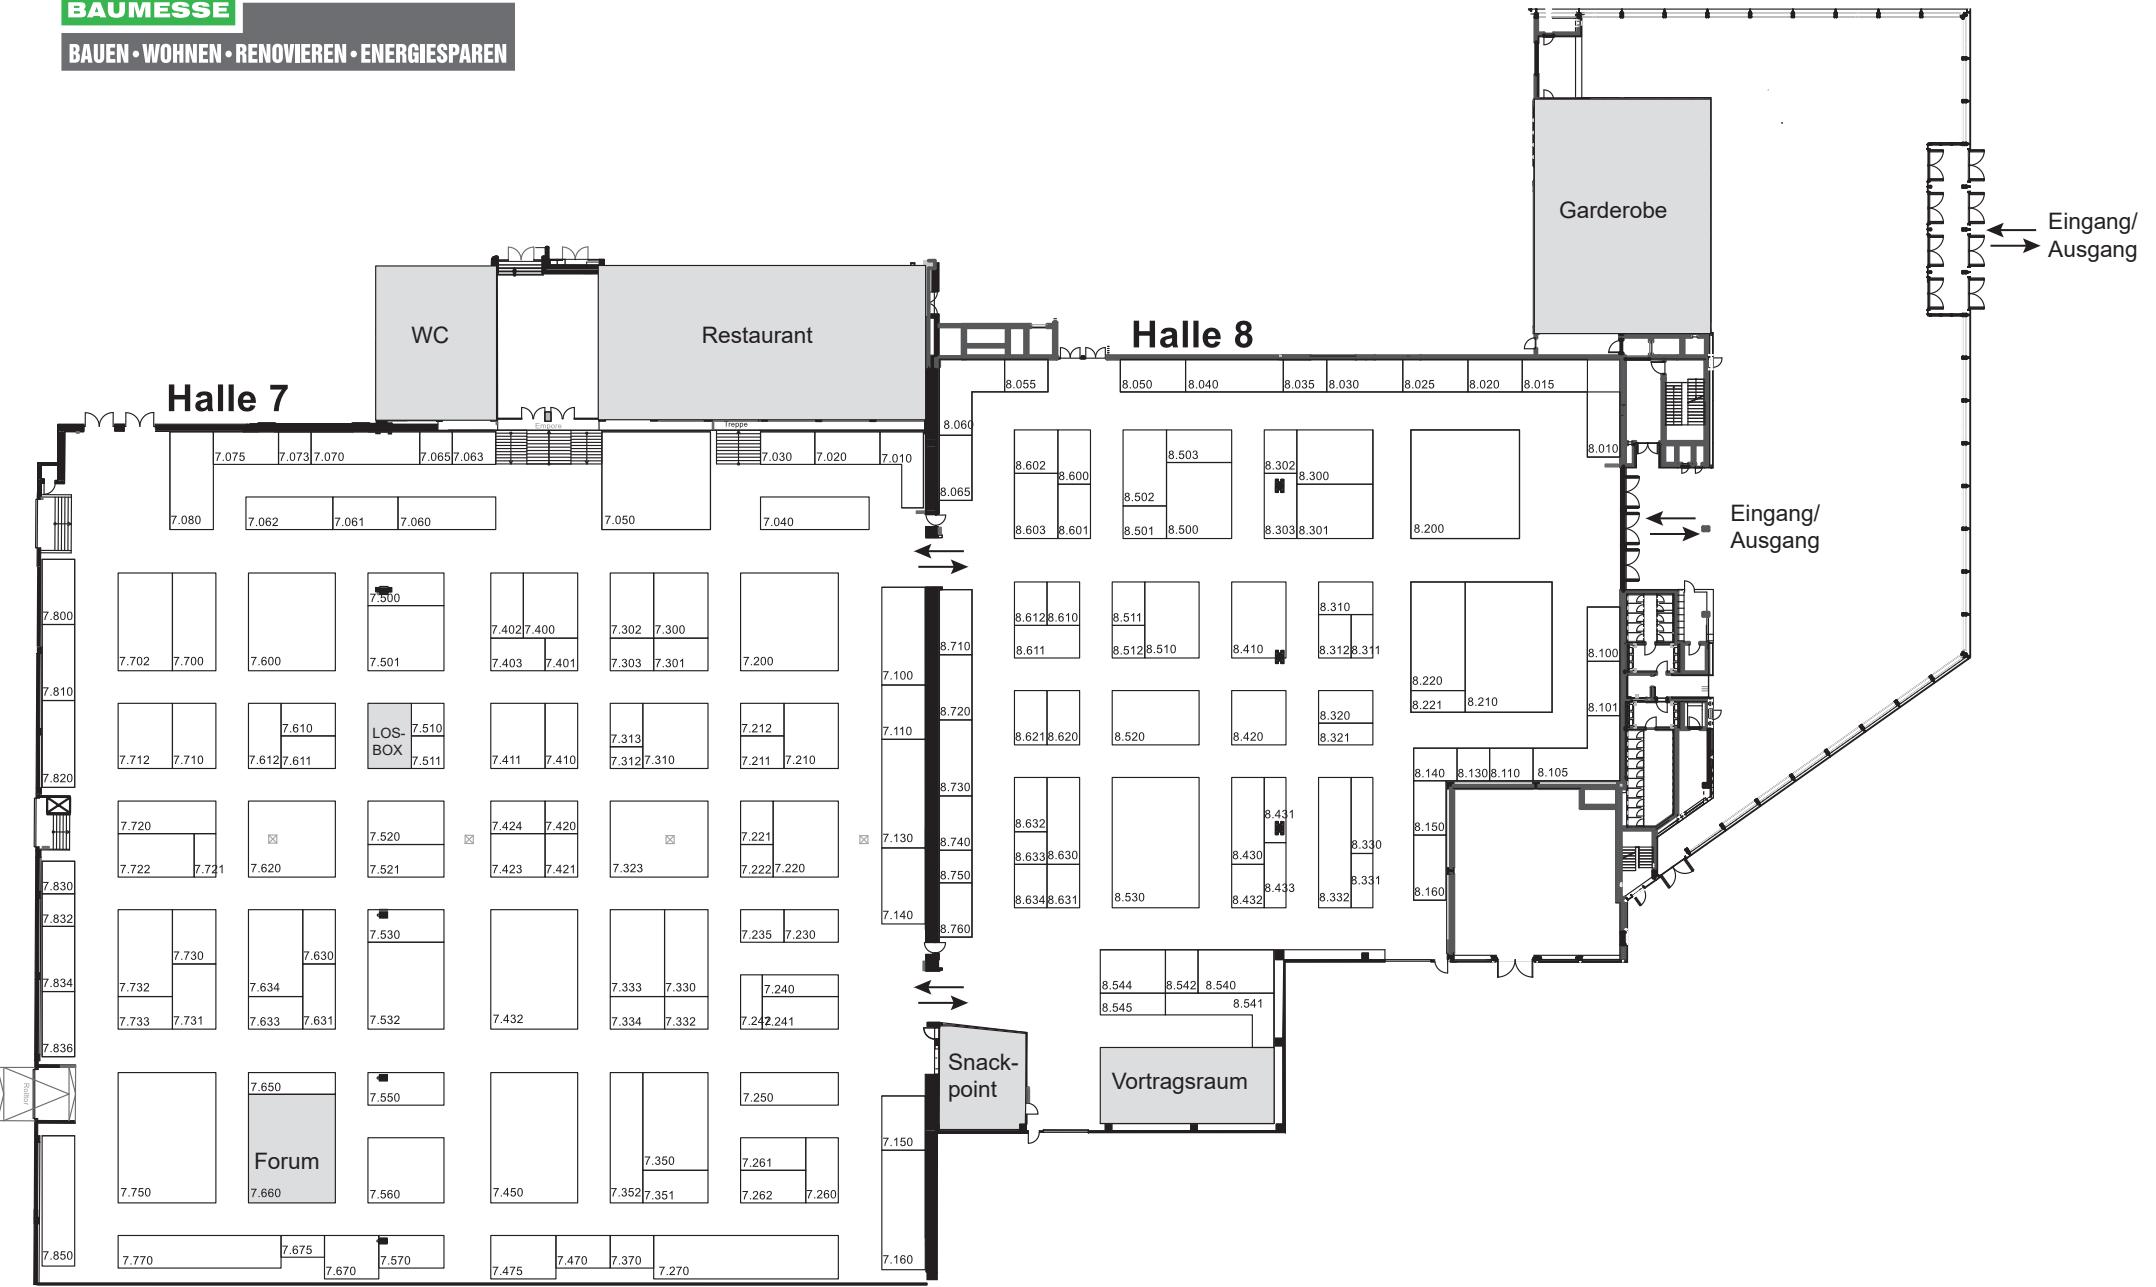 BAUMESSE
BAUEN • WOHNEN • RENOVIEREN • ENERGIESPAREN
Garderobe
Eingang/
Ausgang
WC
Restaurant
Halle 8
Halle 7
Empore
Treppe
8.055
8.050 8.040 8.035 8.030 8.025 8.020 8.015
8.060
8.010
7.075 7.073 7.070 7.065 7.063
7.030 7.020 7.010
8.065
7.080 7.062 7.061 7.060 7.050 7.040
8.602 8.600 8.503 8.302 8.300
8.502
8.603 8.601 8.501 8.500 8.303 8.301 8.200
Eingang/
Ausgang
7.800
7.500
7.402 7.400 7.302 7.300
7.702 7.700 7.600 7.501 7.403 7.401 7.303 7.301 7.200
7.100
8.612 8.610 8.511 8.310
8.611 8.512 8.510 8.410 8.312 8.311
8.710
8.100
8.220
8.221 8.210
8.101
7.810
7.610
LOS-
BOX
7.510
7.313 7.212
7.712 7.710 7.612 7.611 7.511 7.411 7.410 7.312 7.310 7.211 7.210
7.110
8.720
8.320
8.621 8.620 8.520 8.420 8.321
7.820
8.730
8.140 8.130 8.110 8.105
7.720 7.520 7.424 7.420 7.221
7.722 7.721 7.620 7.521 7.423 7.421 7.323 7.222 7.220
7.130
8.740
8.632 8.431
8.633 8.630 8.430 8.330
8.150
7.830
7.832
7.140
8.750
8.634 8.631 8.530 8.432 8.433 8.332 8.331
8.160
8.760
7.730 7.630 7.530 7.235 7.230
7.834
7.732 7.634 7.333 7.330 7.240
7.733 7.731 7.633 7.631 7.532 7.432 7.334 7.332 7.242 7.241
7.836
8.544 8.542 8.540
8.545 8.541
Snack-
point
Vortragsraum
Rolltor
7.650 7.550 7.250
7.150
Forum
7.350 7.261
7.750 7.660 7.560 7.450 7.352 7.351 7.262 7.260
7.850
7.770 7.675 7.670 7.570 7.475 7.470 7.370 7.270
7.160